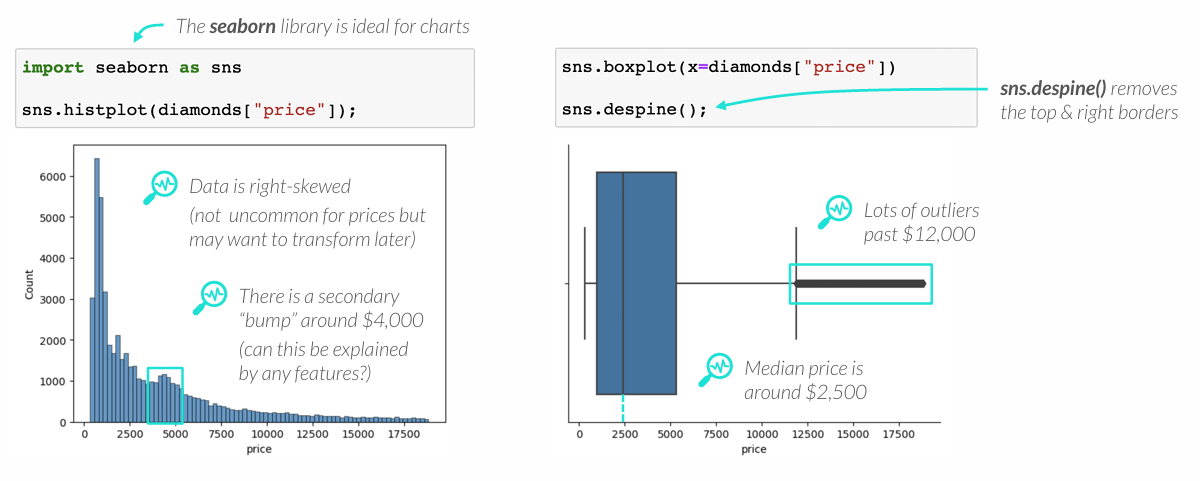 The seaborn library is ideal for charts
import seaborn as sns
sns.histplot(diamonds["price"]);
6000
5000
4000
3000
2000
1000
0
Count
0 2500 5000 7500 10000 12500 15000 17500
price
Data is right-skewed
(not uncommon for prices but
may want to transform later)
There is a secondary
“bump” around $4,000
(can this be explained
by any features?)
sns.boxplot(x=diamonds["price"])
sns.despine();
sns.despine() removes
the top & right borders
Lots of outliers
past $12,000
Median price is
around $2,500
0 2500 5000 7500 10000 12500 15000 17500
price